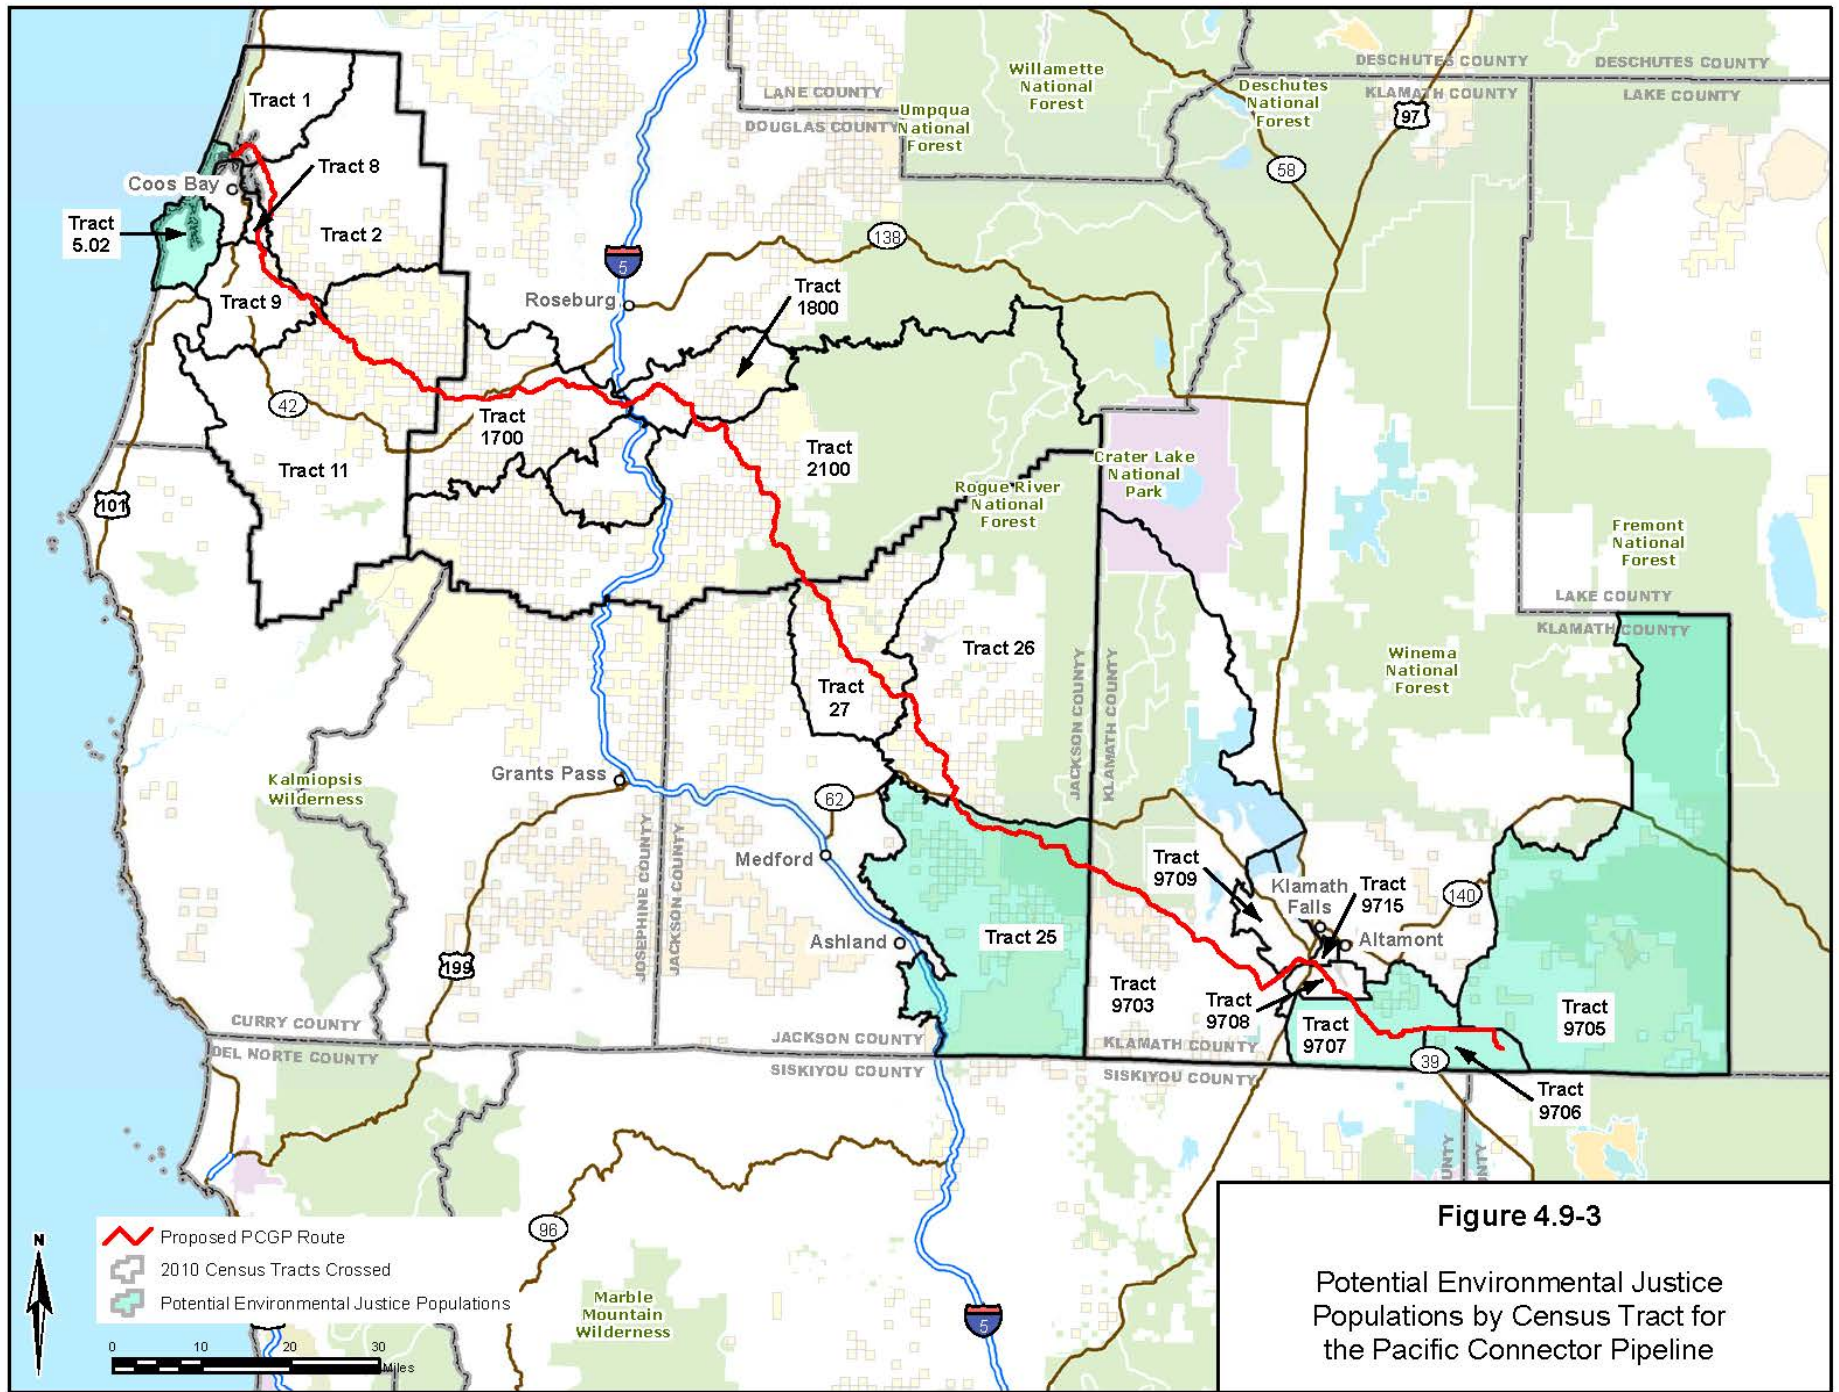 DESCHUTES COUNTY
DESCHUTES COUNTY
KLAMATH COUNTY
LAKE COUNTY
Willamette
National
Forest
Deschutes
National
Forest
97
LANE COUNTY
DOUGLAS COUNTY
Umpqua
National
Forest
58
Tract 1
Tract 8
Coos Bay
Tract
5.02
Tract 2
138
5
Tract 9
Roseburg
Tract
1800
42
Tract
1700
Tract
2100
Tract 11
101
Crater Lake
National
Park
Rogue River
National
Forest
Fremont
National
Forest
LAKE COUNTY
KLAMATH COUNTY
Tract 26
Winema
National
Forest
Tract
27
JACKSON COUNTY
KLAMATH COUNTY
Kalmiopsis
Wilderness
Grants Pass
62
Medford
JOSEPHINE COUNTY
JACKSON COUNTY
Tract
9709
Klamath
Falls
Tract
9715
140
Altamont
Ashland
Tract 25
199
Tract
9703
Tract
9708
Tract
9707
Tract
9705
CURRY COUNTY
DEL NORTE COUNTY
JACKSON COUNTY
SISKIYOU COUNTY
KLAMATH COUNTY
SISKIYOU COUNTY
39
Tract
9706
UNTY
UNTY
96
Marble
Mountain
Wilderness
5
N
Proposed PCGP Route
2010 Census Tracts Crossed
Potential Environmental Justice Populations
0 10 20 30
Miles
Figure 4.9-3
Potential Environmental Justice
Populations by Census Tract for
the Pacific Connector Pipeline